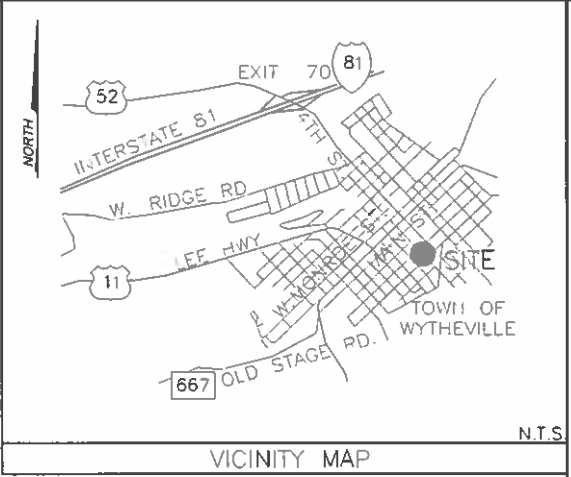 81
EXIT 70
52
NORTH
INTERSTATE 81
4TH ST.
W. RIDGE RD
W. MONROE ST.
MAIN ST.
LEE HWY
SITE
11
TOWN OF
WYTHEVILLE
OLD STAGE RD.
667
N.T.S.
VICINITY MAP